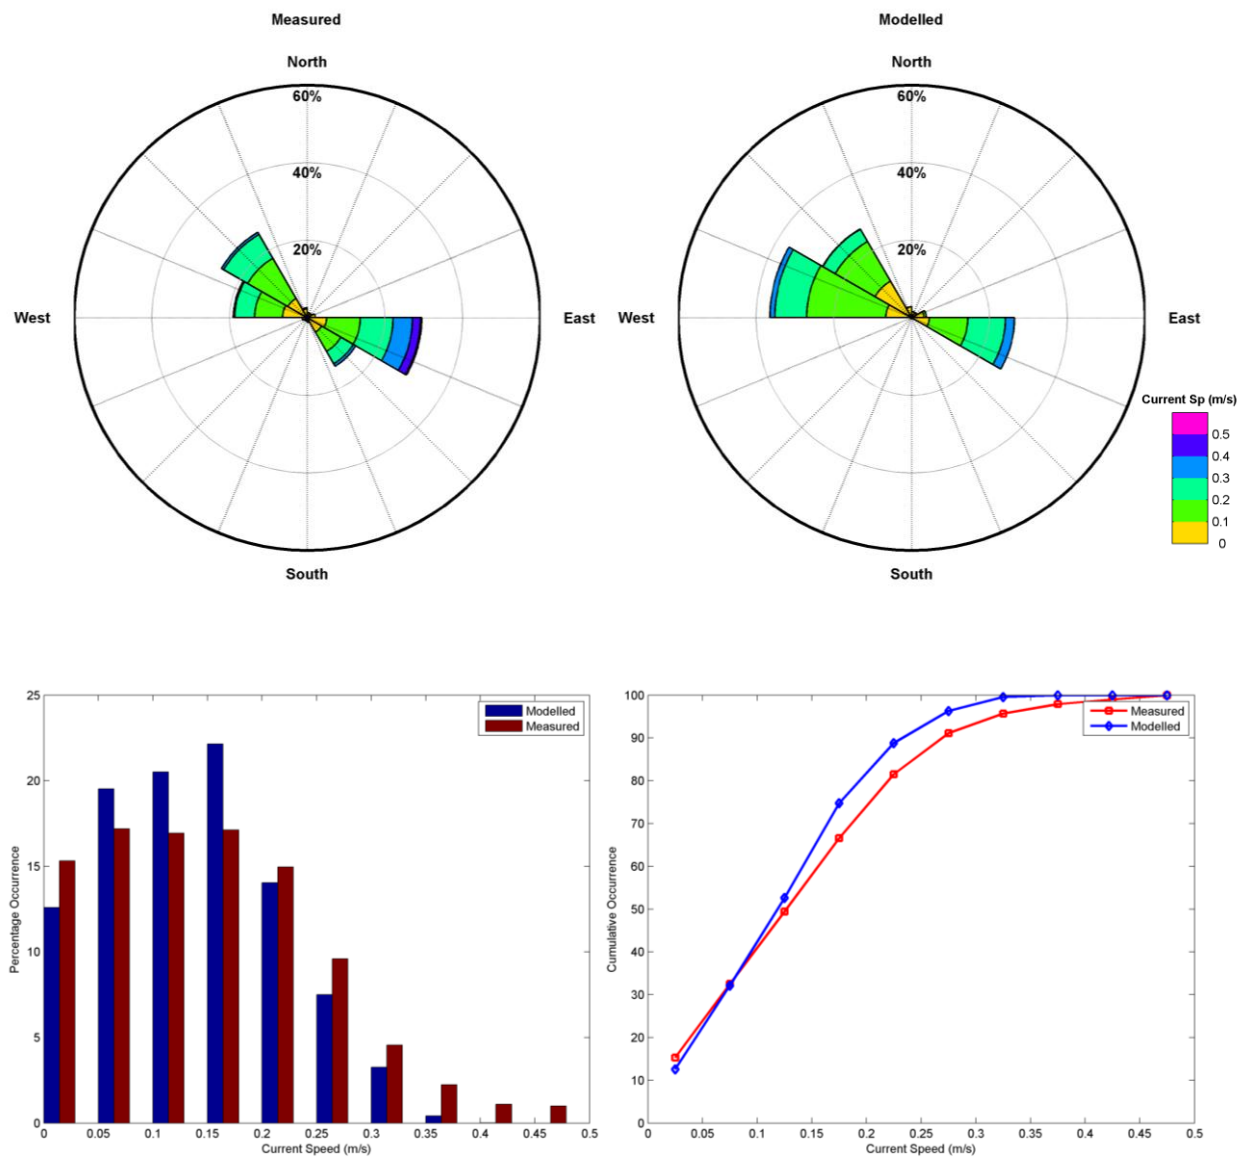 Measured
Modelled
North
North
60%
60%
40%
40%
20%
20%
West
East
West
East
Current Sp (m/s)
0.5
0.4
0.3
0.2
0.1
0
South
South
25
20
15
10
5
0
Percentage Occurrence
Modelled
Measured
0
0.05
0.1
0.15
0.2
0.25
0.3
0.35
0.4
0.45
0.5
Current Speed (m/s)
100
90
80
70
60
50
40
30
20
10
0
Cumulative Occurrence
Measured
Modelled
0
0.05
0.1
0.15
0.2
0.25
0.3
0.35
0.4
0.45
0.5
Current Speed (m/s)